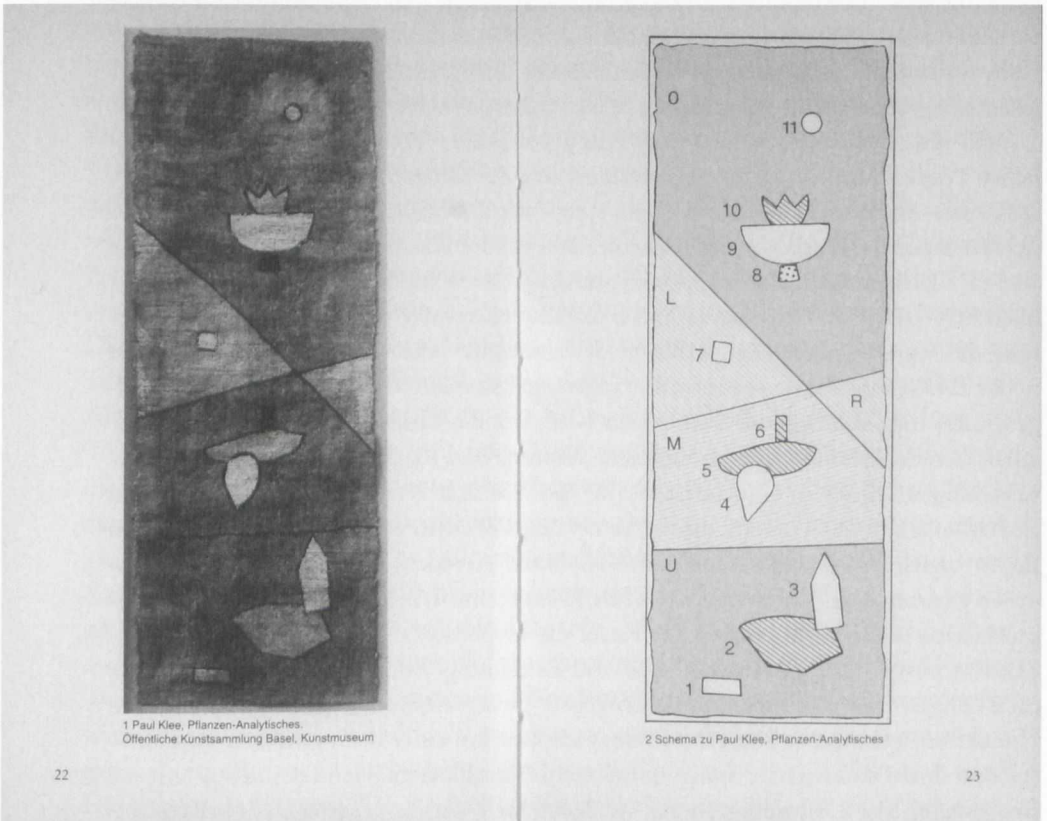 1 Paul Klee, Pflanzen-Analytisches.
Öffentliche Kunstsammlung Basel, Kunstmuseum
22
O
11
10
9
8
L
7
R
6
M
5
4
U
3
2
1
2 Schema zu Paul Klee, Pflanzen-Analytisches
23